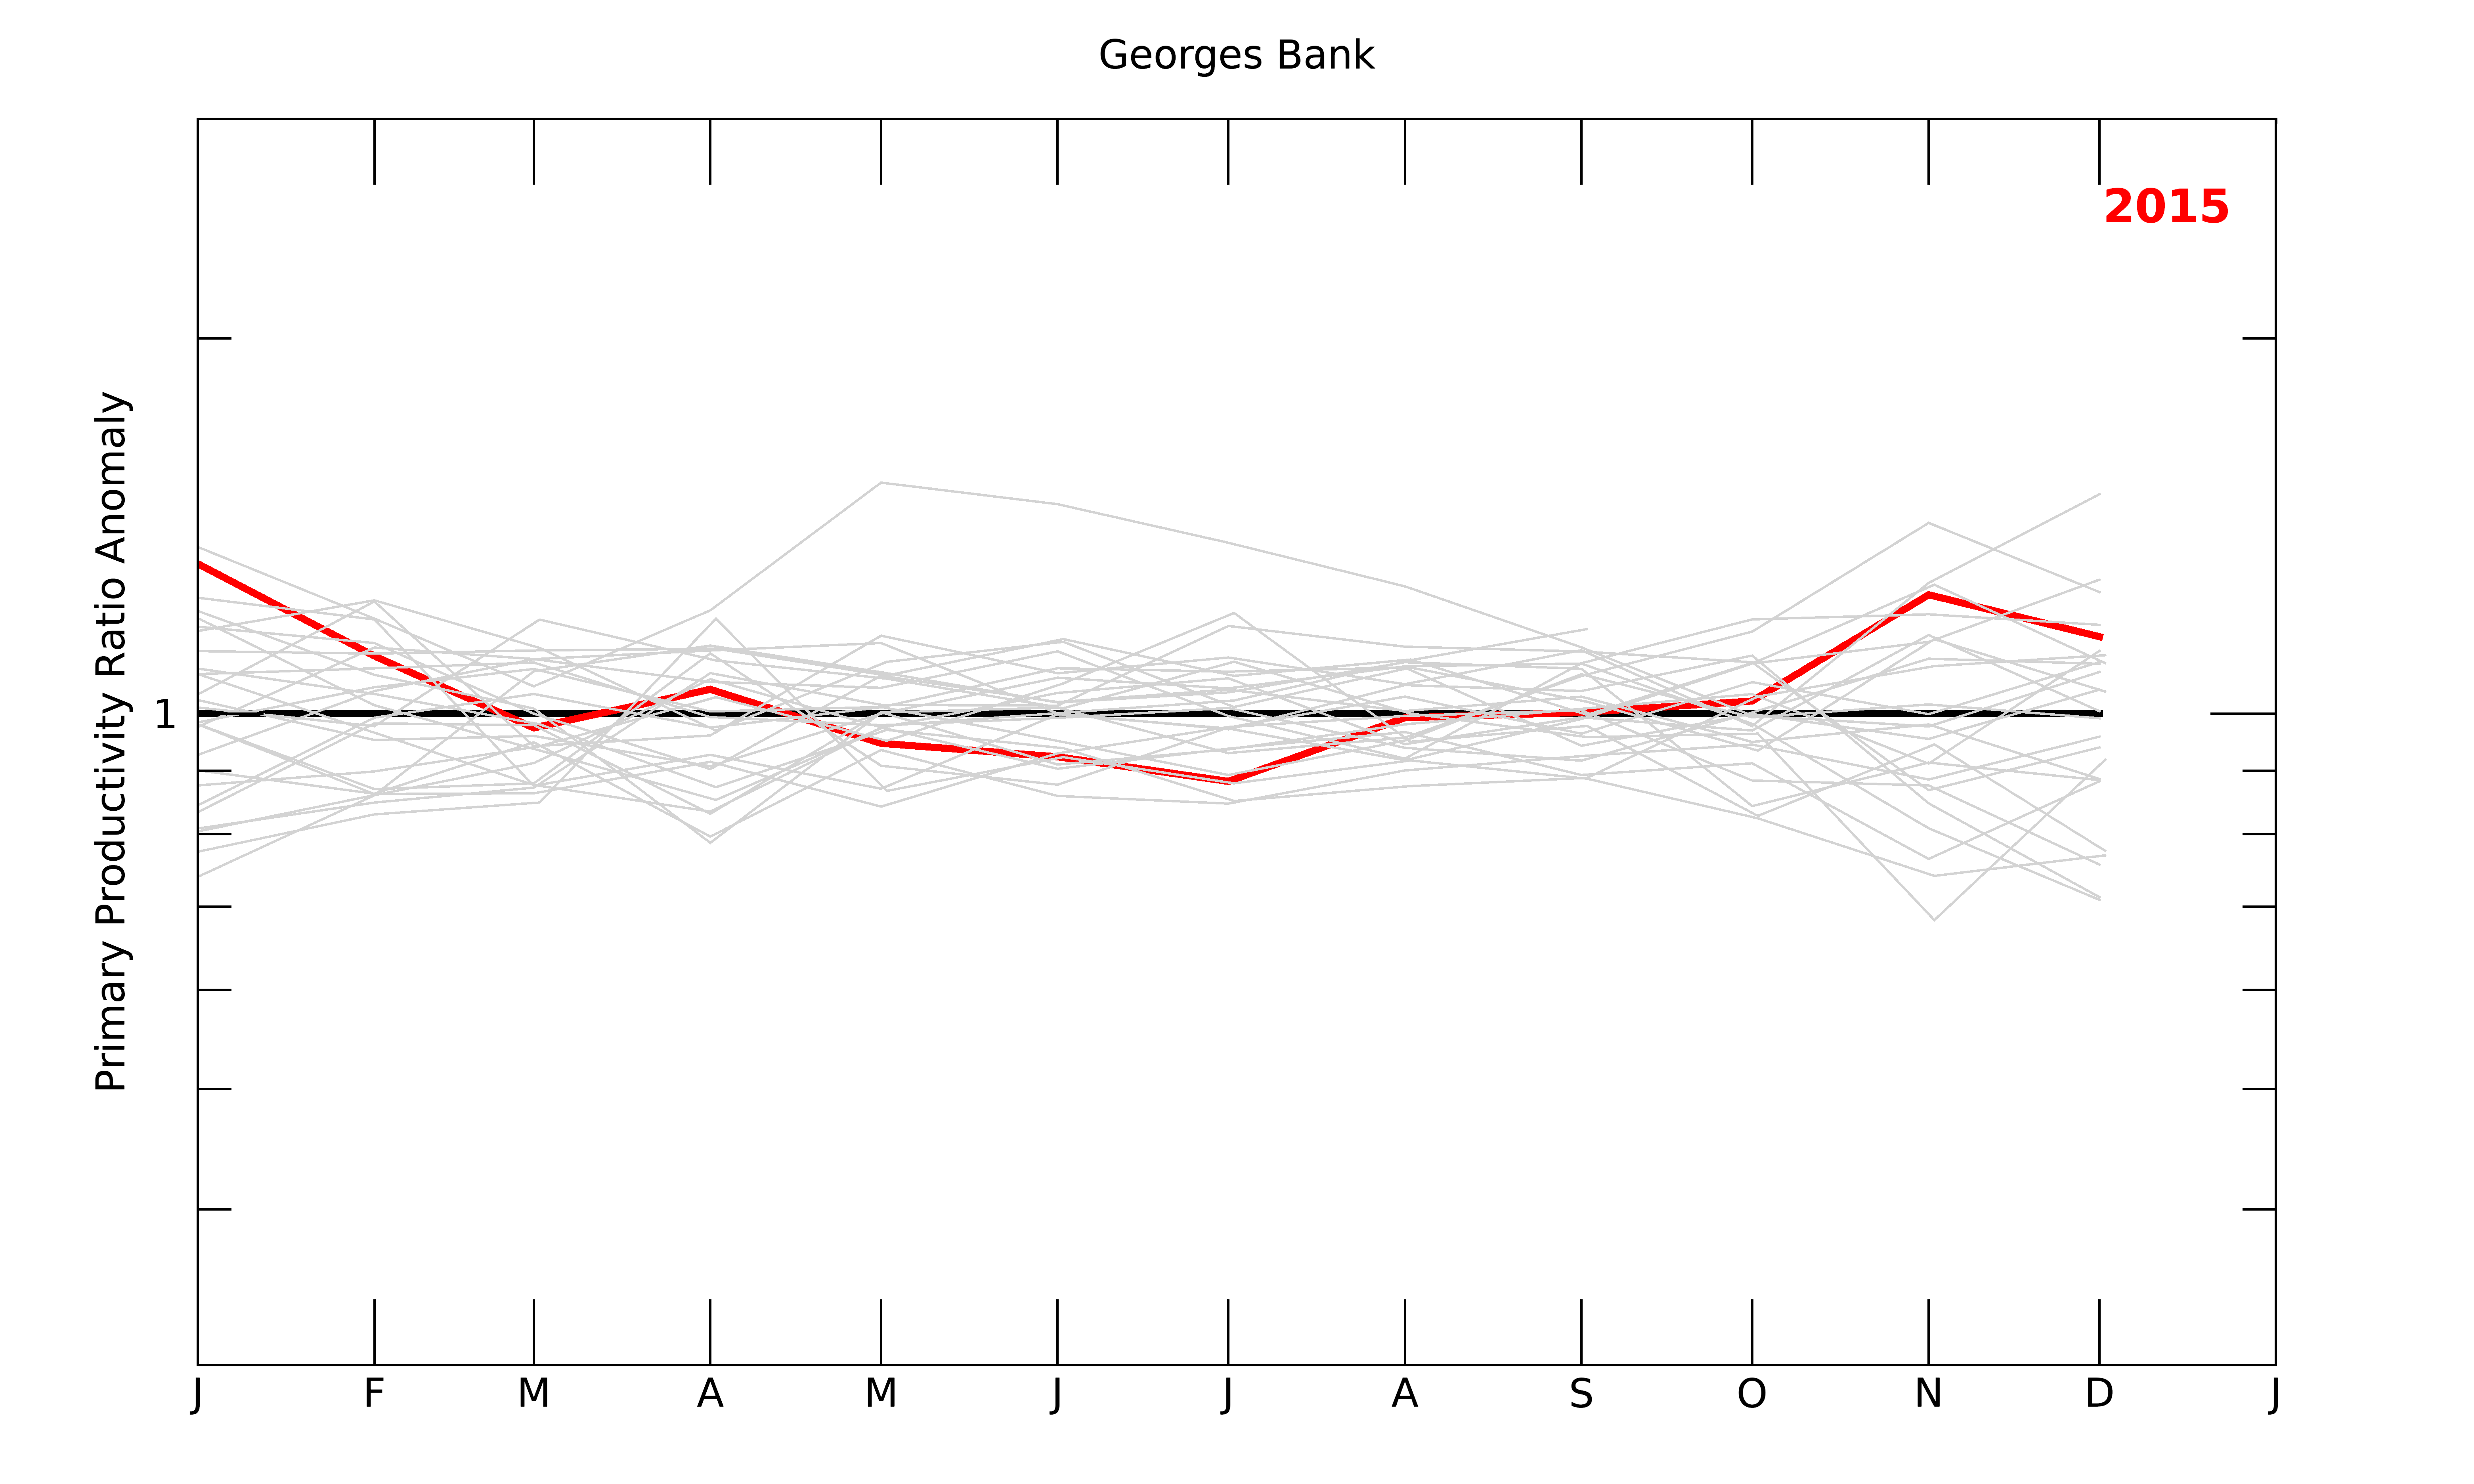 Georges Bank
2015
Primary Productivity Ratio Anomaly
1
J F M A M J J A S O N D J